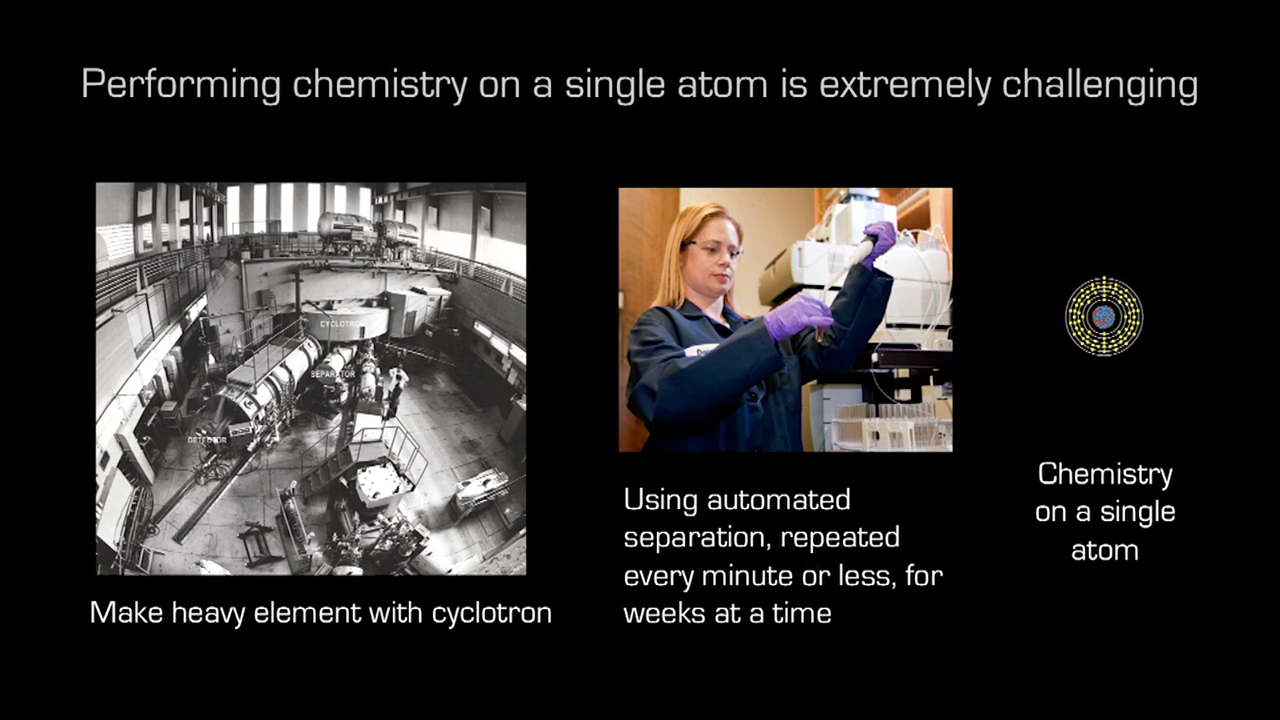 Performing chemistry on a single atom is extremely challenging
CYCLOTRON
SEPARATOR
DETECTOR
Make heavy element with cyclotron
Using automated
separation, repeated
every minute or less, for
weeks at a time
Chemistry
on a single
atom